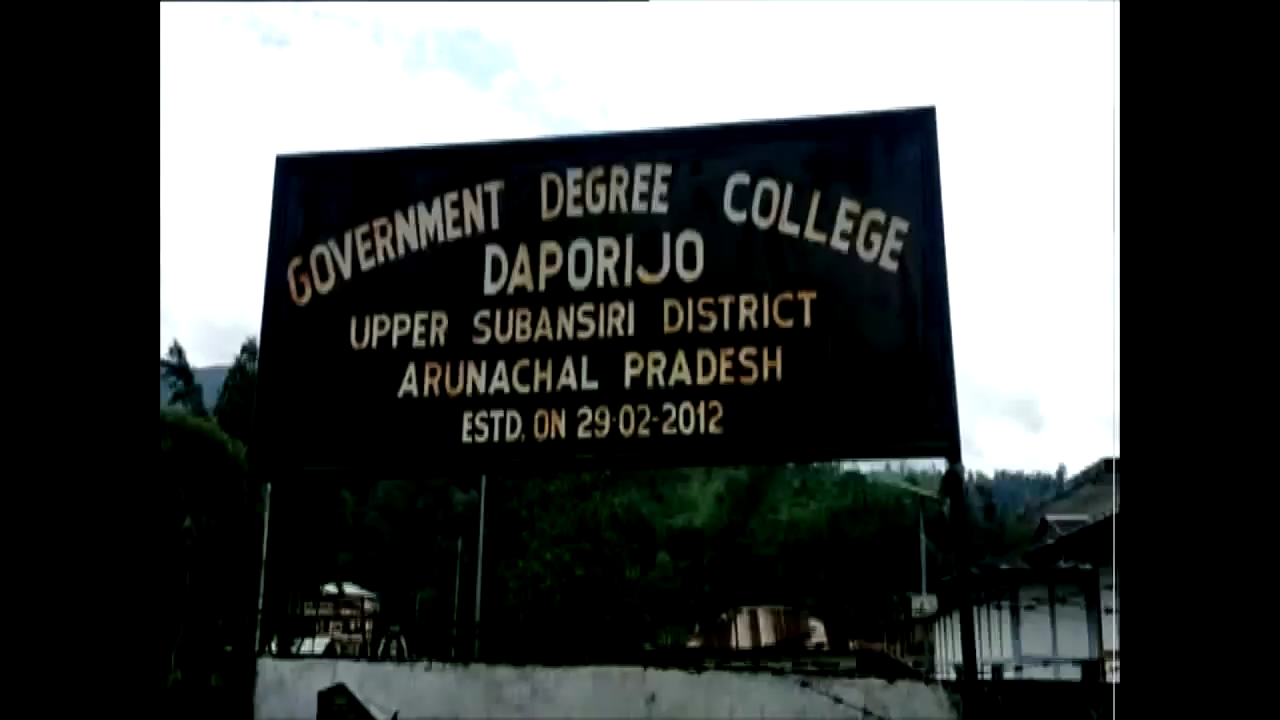 GOVERNMENT DEGREE COLLEGE
DAPORIJO
UPPER SUBANSIRI DISTRICT
ARUNACHAL PRADESH
ESTD. ON 29-02-2012